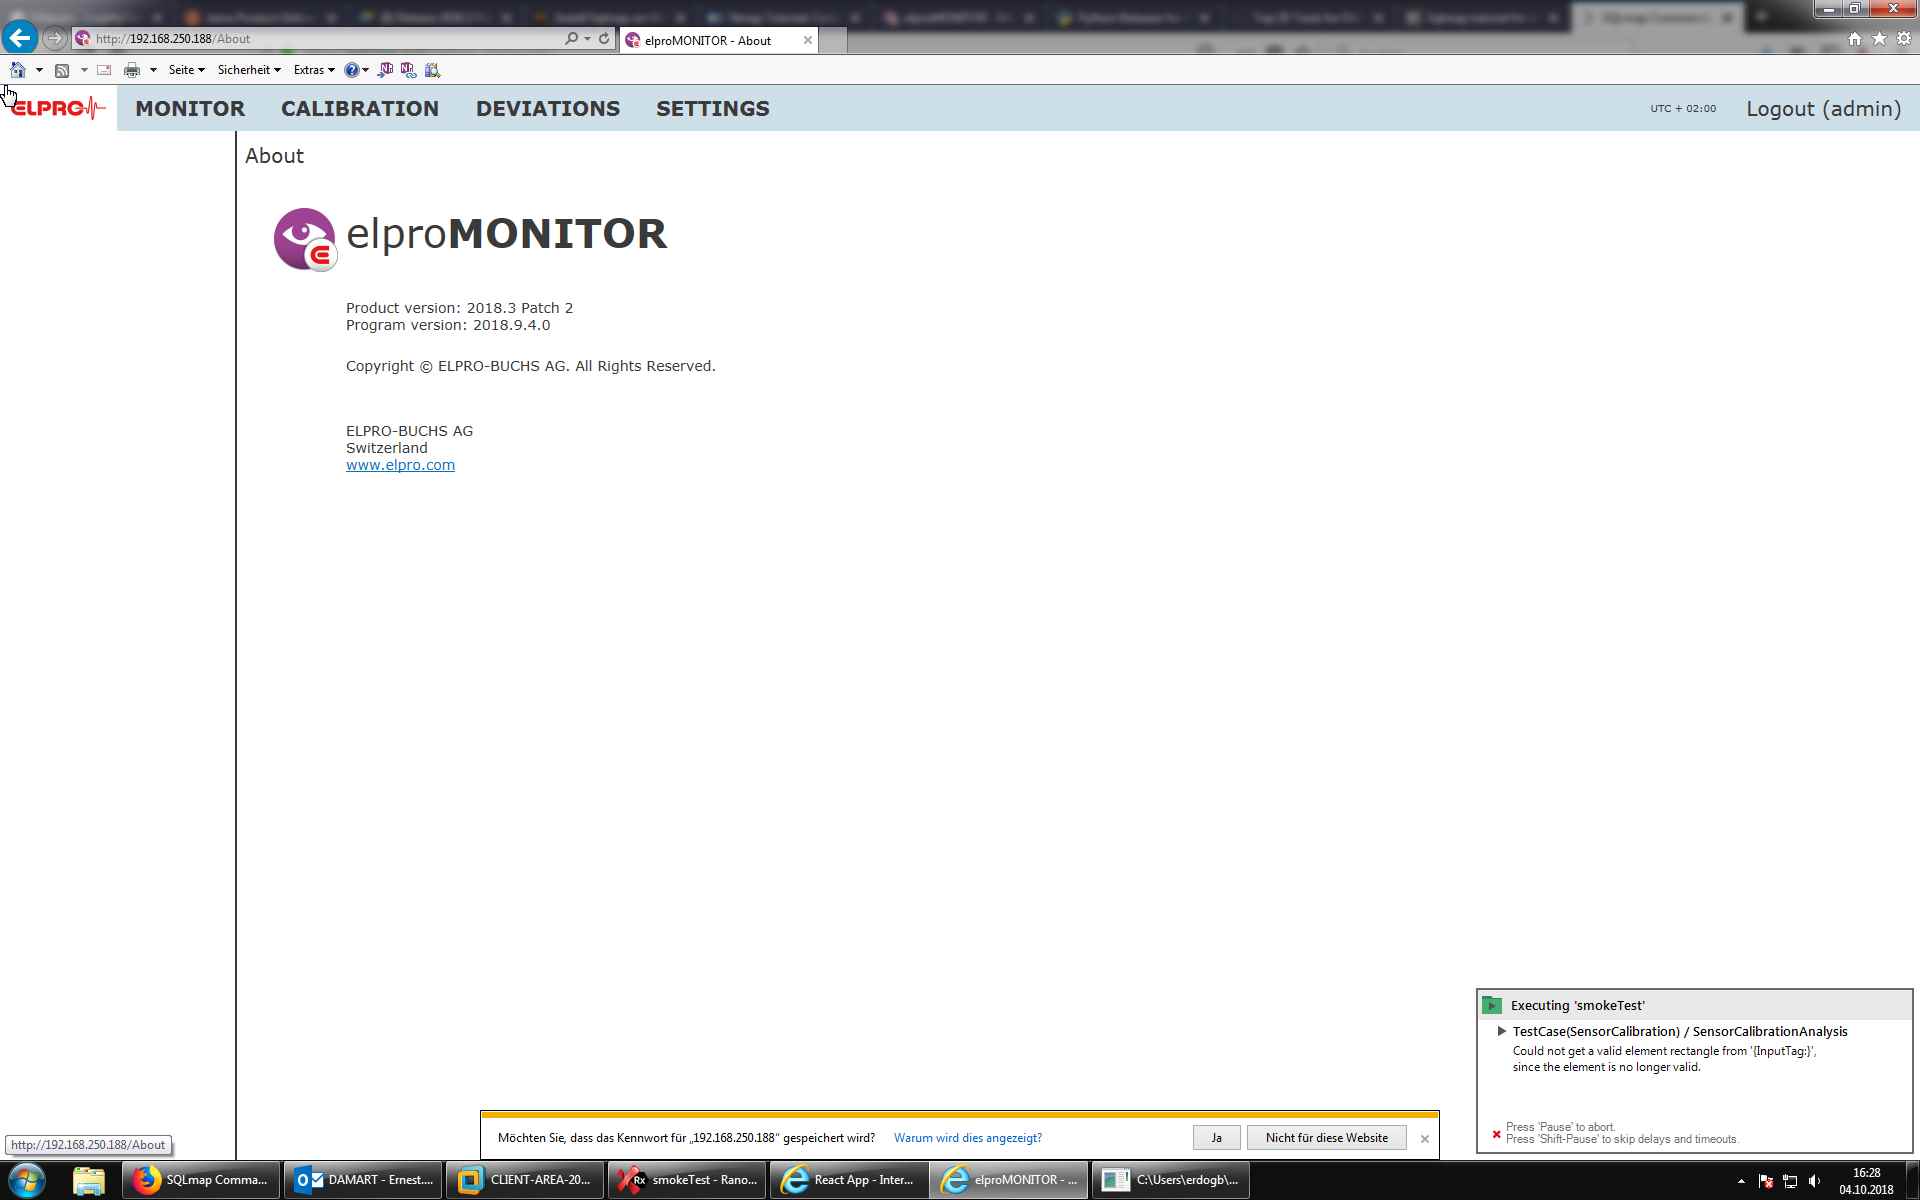 http://192.168.250.188/About
elproMONITOR - About
Seite
Sicherheit
Extras
ELPRO
MONITOR
CALIBRATION
DEVIATIONS
SETTINGS
UTC + 02:00
Logout (admin)
About
elproMONITOR
Product version: 2018.3 Patch 2
Program version: 2018.9.4.0
Copyright © ELPRO-BUCHS AG. All Rights Reserved.
ELPRO-BUCHS AG
Switzerland
www.elpro.com
Executing 'smokeTest'
TestCase(SensorCalibration) / SensorCalibrationAnalysis
Could not get a valid element rectangle from '{InputTag:}',
since the element is no longer valid.
Press 'Pause' to abort.
Press 'Shift-Pause' to skip delays and timeouts.
Möchten Sie, dass das Kennwort für „192.168.250.188“ gespeichert wird?
Warum wird dies angezeigt?
Ja
Nicht für diese Website
http://192.168.250.188/About
SQLmap Comma...
DAMART - Ernest....
CLIENT-AREA-20...
smokeTest - Rano...
React App - Inter...
elproMONITOR - ...
C:\Users\erdogb\...
16:28
04.10.2018